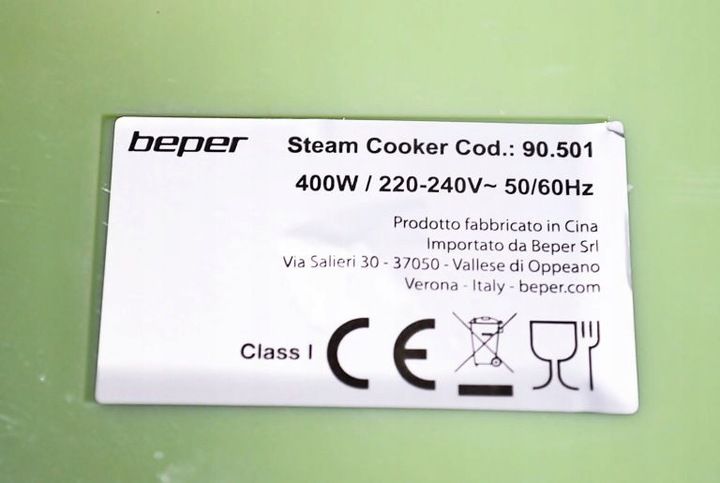 beper Steam Cooker Cod.: 90.501
400W / 220-240V~ 50/60Hz
Prodotto fabbricato in Cina
Importato da Beper Srl
Via Salieri 30 - 37050 - Vallese di Oppeano
Verona - Italy - beper.com
Class I CE